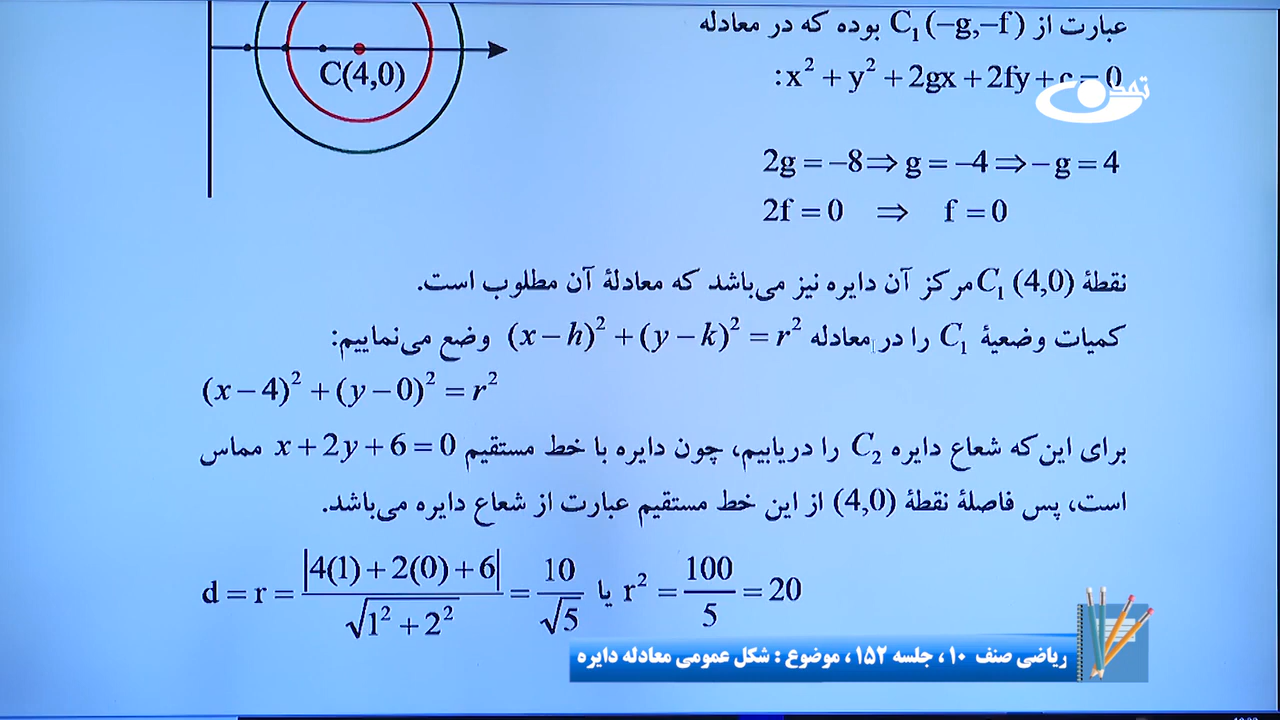 عبارت از C₁(−g,−f) بوده که در معادله
x² + y² + 2gx + 2fy + c = 0:
تمدن
C(4,0)
2g = −8 ⇒ g = −4 ⇒ −g = 4
2f = 0 ⇒ f = 0
نقطهٔ C₁ (4,0) مرکز آن دایره نیز می‌باشد که معادلهٔ آن مطلوب است.
کمیات وضعیهٔ C₁ را در معادله (x − h)² + (y − k)² = r² وضع می‌نماییم:
(x − 4)² + (y − 0)² = r²
برای این‌که شعاع دایره C₂ را دریابیم، چون دایره با خط مستقیم x + 2y + 6 = 0 مماس
است، پس فاصلهٔ نقطهٔ (4,0) از این خط مستقیم عبارت از شعاع دایره می‌باشد.
d = r = |4(1) + 2(0) + 6| / √(1² + 2²) = 10/√5 یا r² = 100/5 = 20
ریاضی صنف ۱۰، جلسه ۱۵۲، موضوع : شکل عمومی معادله دایره